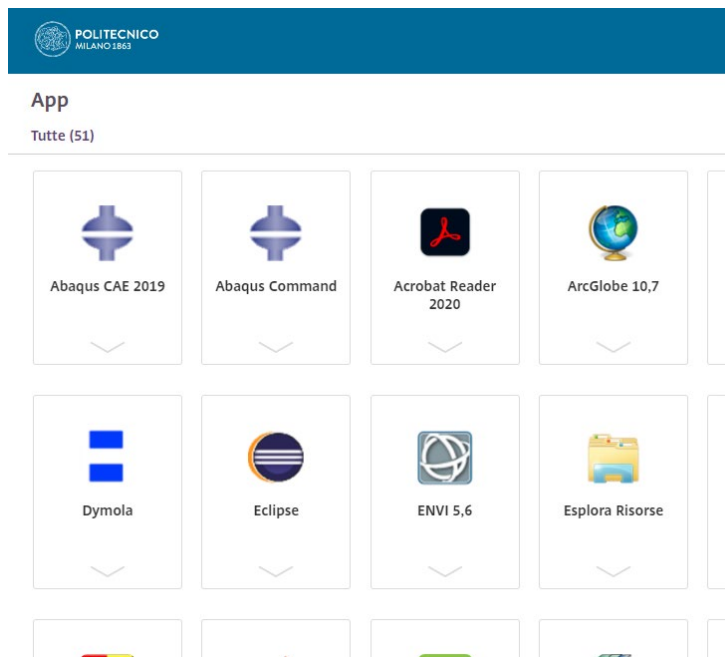 POLITECNICO
MILANO 1863
App
Tutte (51)
Abaqus CAE 2019
Abaqus Command
Acrobat Reader
2020
ArcGlobe 10,7
Dymola
Eclipse
ENVI 5,6
Esplora Risorse